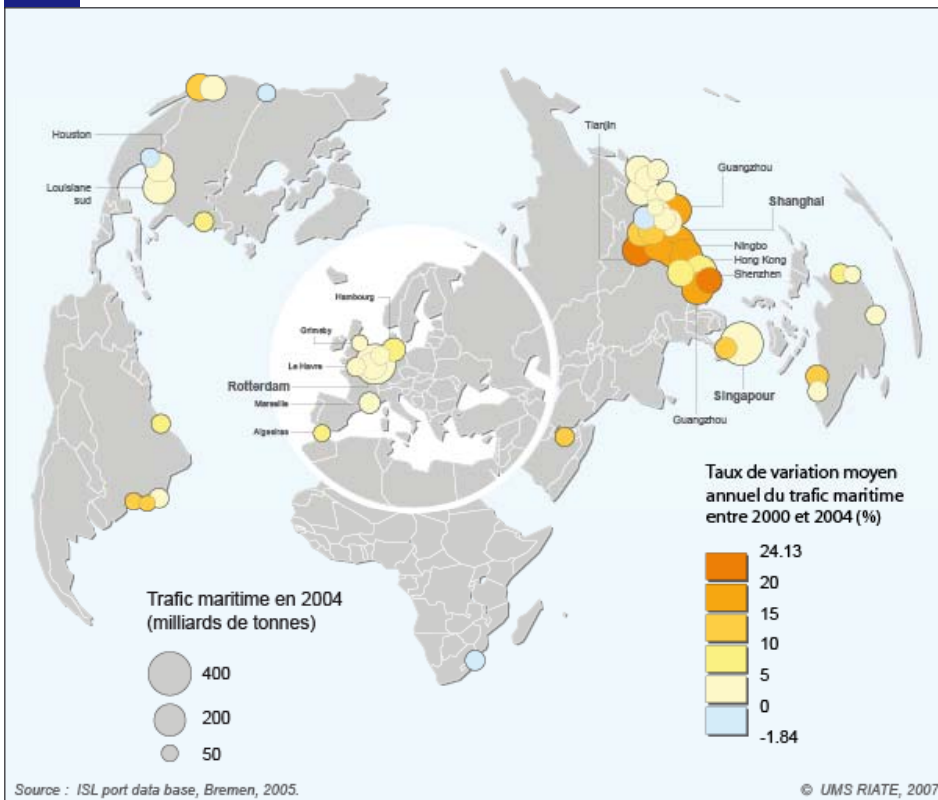 Houston
Louisiane
sud
Tianjin
Guangzhou
Shanghai
Ningbo
Hong Kong
Shenzhen
Hambourg
Grimsby
Le Havre
Rotterdam
Marseille
Algesiras
Singapour
Guangzhou
Taux de variation moyen
annuel du trafic maritime
entre 2000 et 2004 (%)
24.13
20
15
10
5
0
-1.84
Trafic maritime en 2004
(milliards de tonnes)
400
200
50
Source : ISL port data base, Bremen, 2005.
© UMS RIATE, 2007